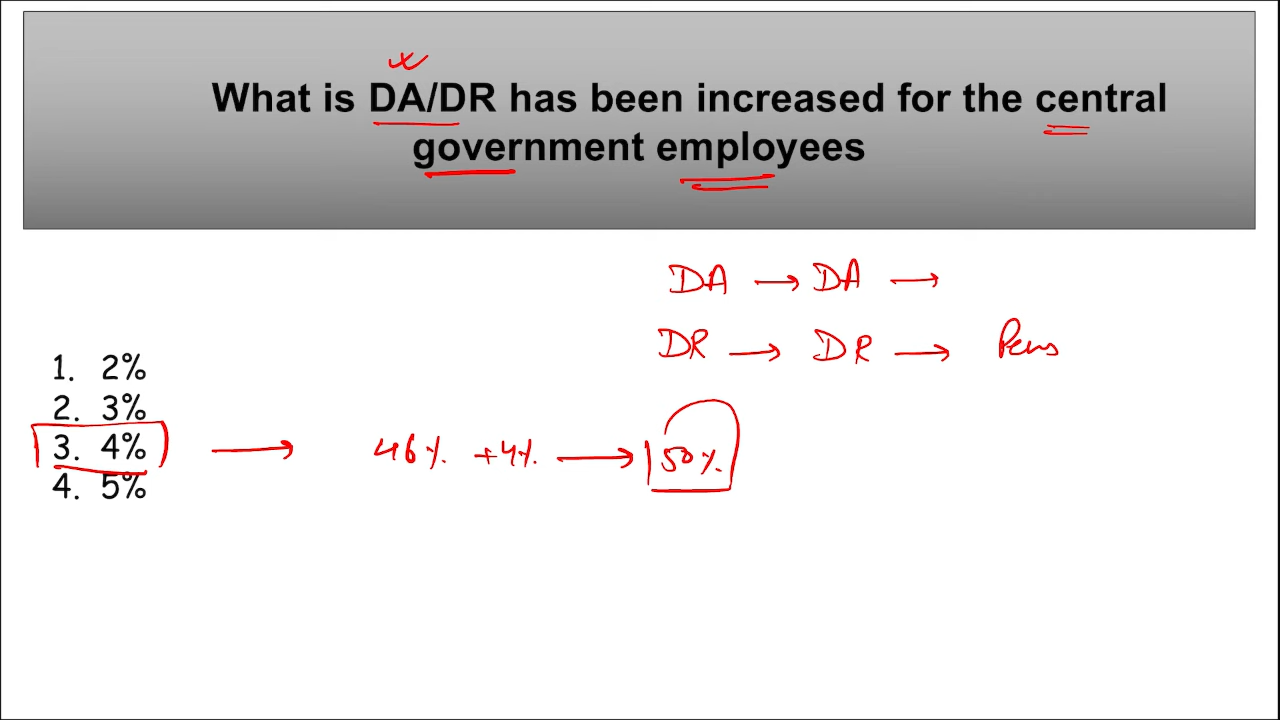 What is DA/DR has been increased for the central
government employees
DA → DA →
DR → DR → Pens
1. 2%
2. 3%
3. 4% → 46% +4% → 50%
4. 5%